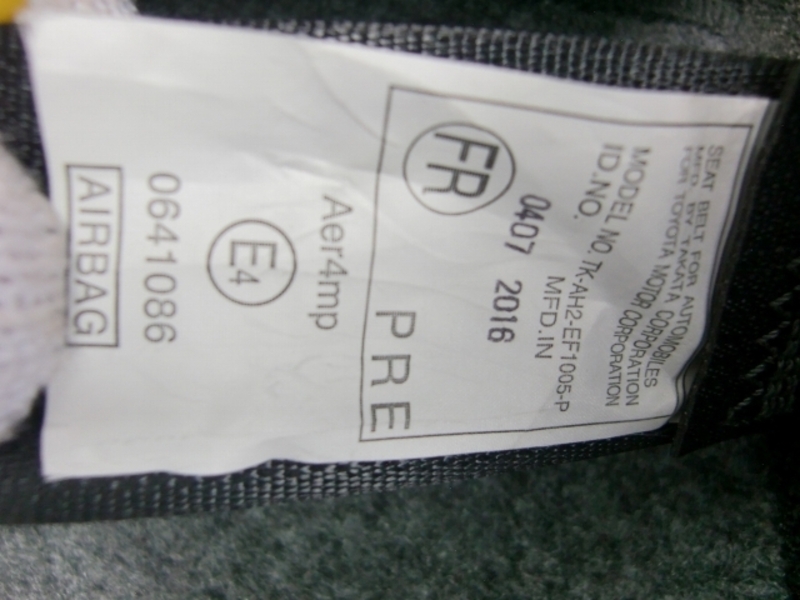 SEAT BELT FOR AUTOMOBILES
MFD. BY TAKATA CORPORATION
FOR TOYOTA MOTOR CORPORATION
MODEL NO. TK-AH2-EF1005-P
ID.NO. MFD.IN
0407 2016
FR
PRE
Aer4mp
E4
0641086
AIRBAG